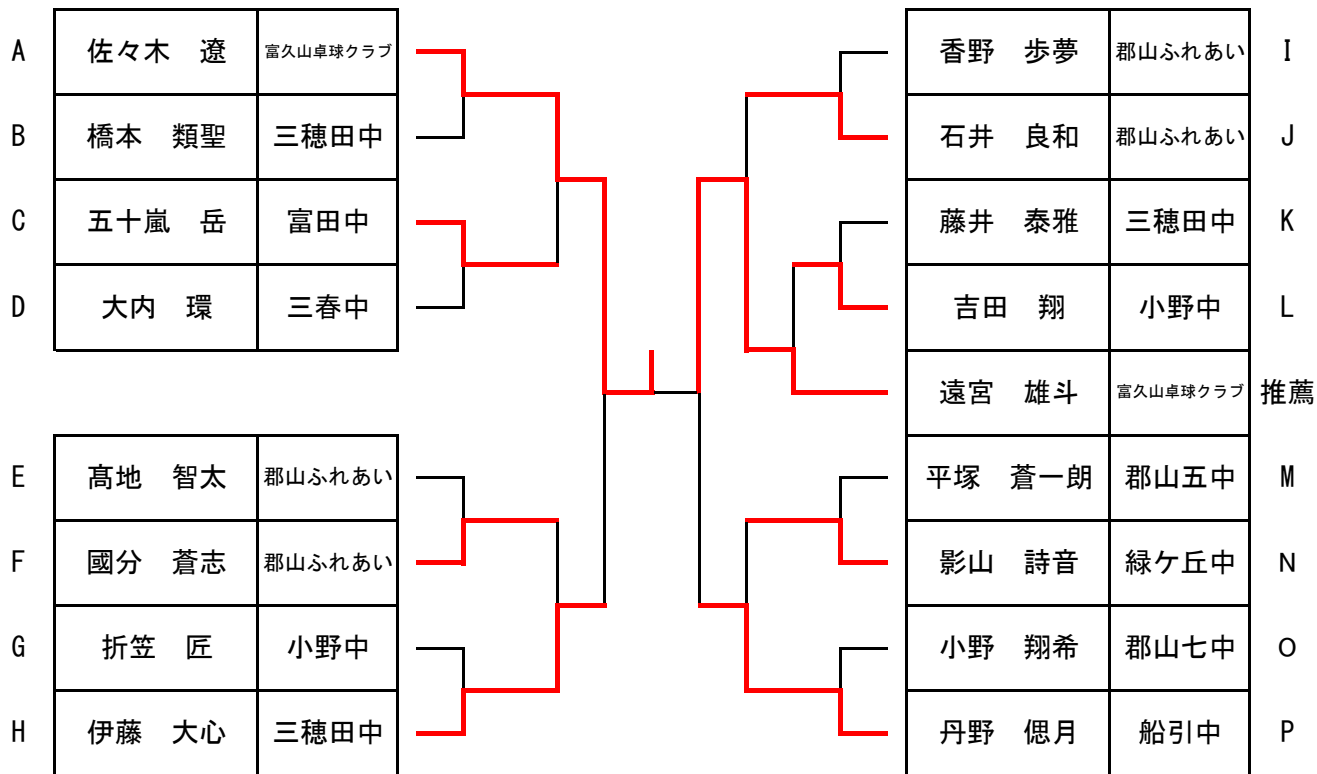 A 佐々木 遼 富久山卓球クラブ
B 橋本 類聖 三穂田中
C 五十嵐 岳 富田中
D 大内 環 三春中
E 髙地 智太 郡山ふれあい
F 國分 蒼志 郡山ふれあい
G 折笠 匠 小野中
H 伊藤 大心 三穂田中
香野 歩夢 郡山ふれあい I
石井 良和 郡山ふれあい J
藤井 泰雅 三穂田中 K
吉田 翔 小野中 L
遠宮 雄斗 富久山卓球クラブ 推薦
平塚 蒼一朗 郡山五中 M
影山 詩音 緑ケ丘中 N
小野 翔希 郡山七中 O
丹野 偲月 船引中 P